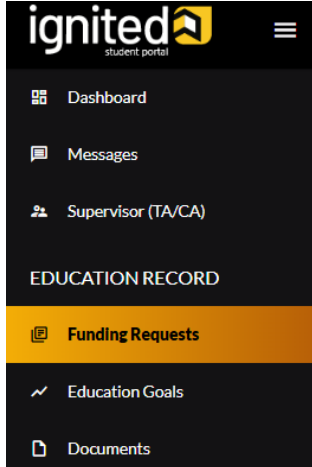 ignited
student portal
Dashboard
Messages
Supervisor (TA/CA)
EDUCATION RECORD
Funding Requests
Education Goals
Documents